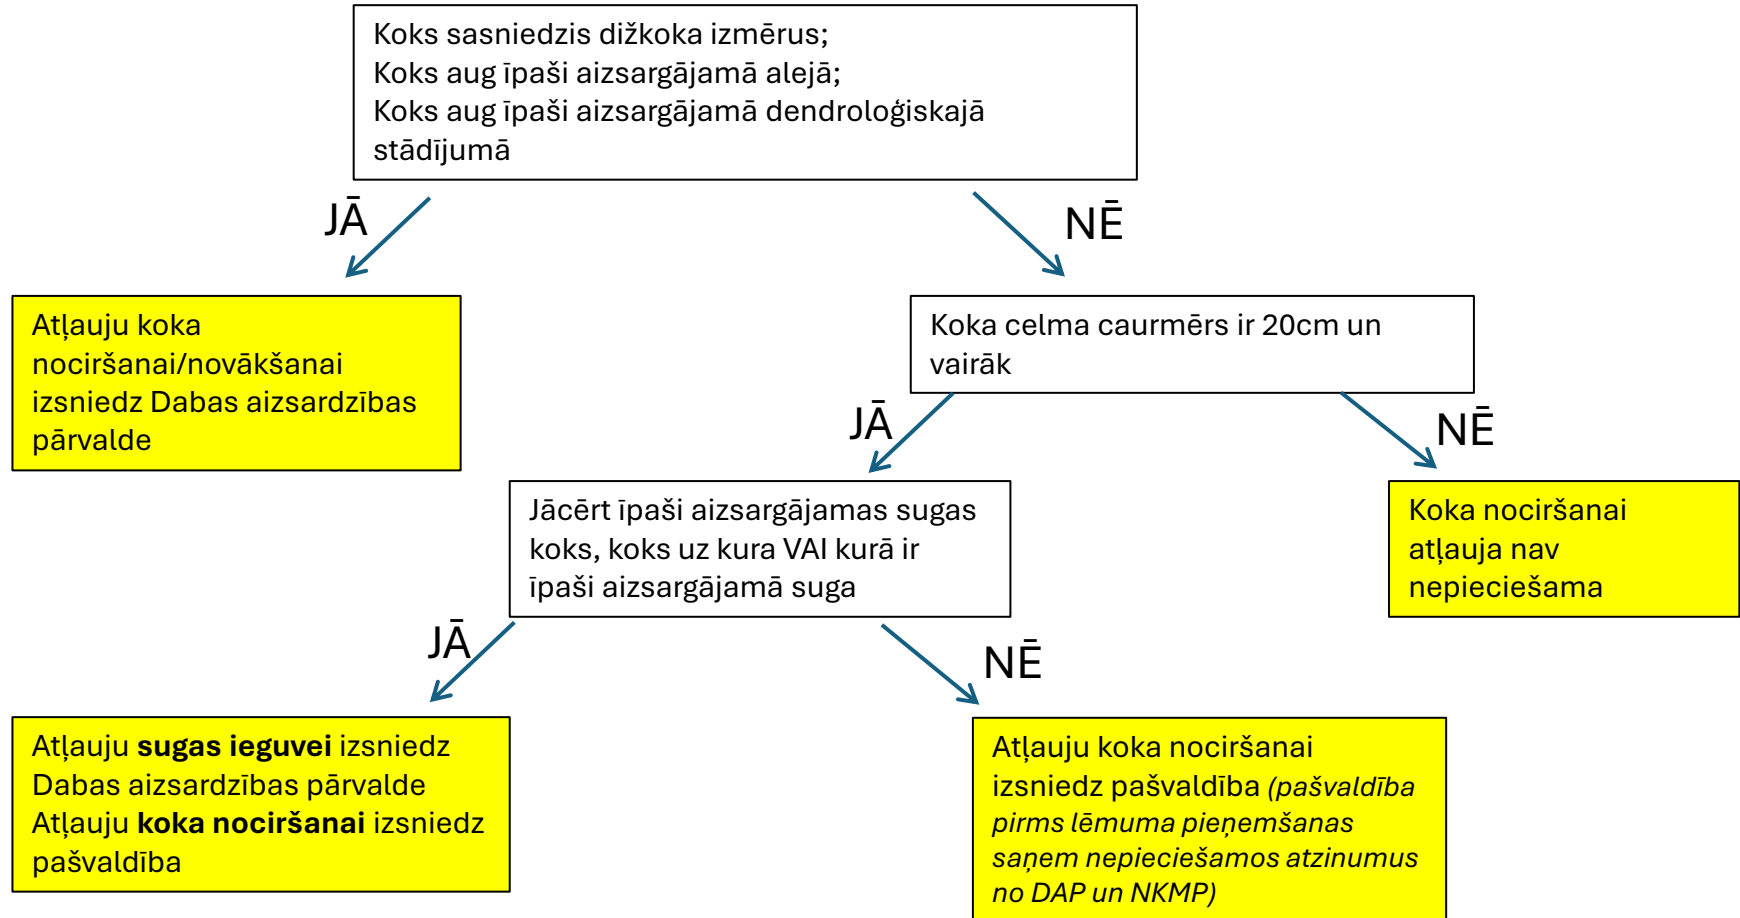 Koks sasniedzis dižkoka izmērus;
Koks aug īpaši aizsargājamā alejā;
Koks aug īpaši aizsargājamā dendroloģiskajā
stādījumā
JĀ
NĒ
Atļauju koka
nociršanai/novākšanai
izsniedz Dabas aizsardzības
pārvalde
Koka celma caurmērs ir 20cm un
vairāk
JĀ
NĒ
Jācērt īpaši aizsargājamas sugas
koks, koks uz kura VAI kurā ir
īpaši aizsargājamā suga
Koka nociršanai
atļauja nav
nepieciešama
JĀ
NĒ
Atļauju sugas ieguvei izsniedz
Dabas aizsardzības pārvalde
Atļauju koka nociršanai izsniedz
pašvaldība
Atļauju koka nociršanai
izsniedz pašvaldība (pašvaldība
pirms lēmuma pieņemšanas
saņem nepieciešamos atzinumus
no DAP un NKMP)